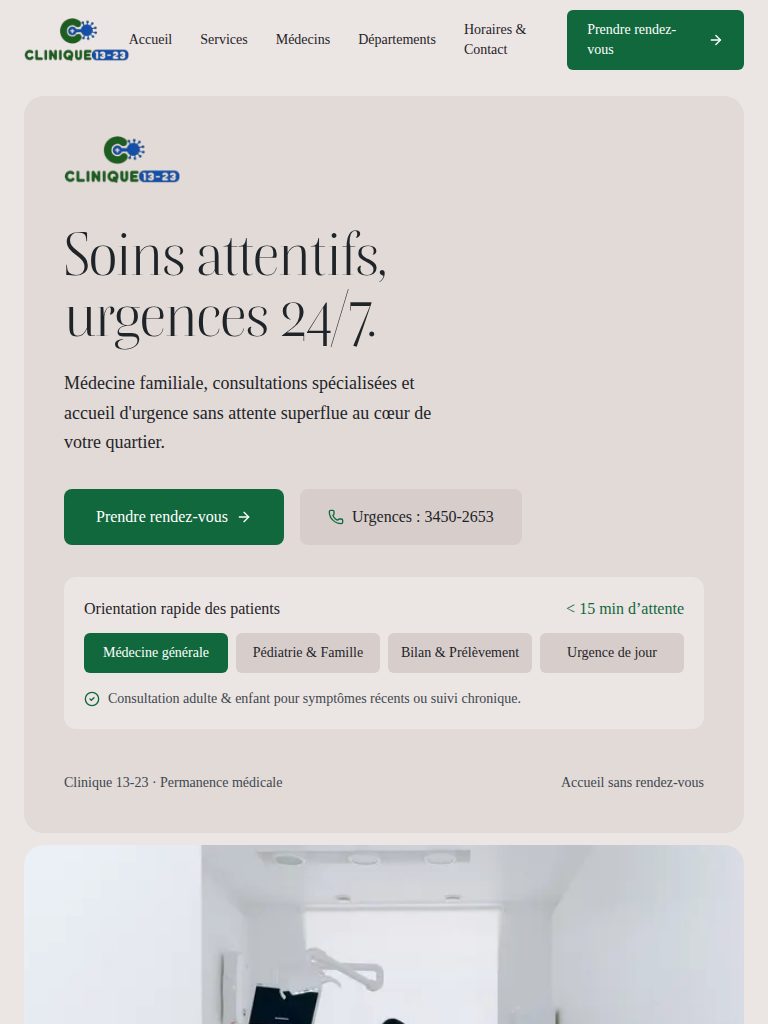 CLINIQUE 13-23
Accueil
Services
Médecins
Départements
Horaires &
Contact
Prendre rendez-
vous
CLINIQUE 13-23
Soins attentifs,
urgences 24/7.
Médecine familiale, consultations spécialisées et
accueil d'urgence sans attente superflue au cœur de
votre quartier.
Prendre rendez-vous
Urgences : 3450-2653
Orientation rapide des patients
< 15 min d’attente
Médecine générale
Pédiatrie & Famille
Bilan & Prélèvement
Urgence de jour
Consultation adulte & enfant pour symptômes récents ou suivi chronique.
Clinique 13-23 · Permanence médicale
Accueil sans rendez-vous